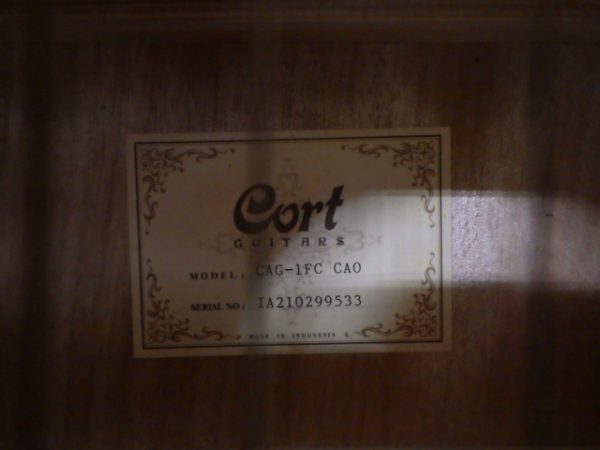 Cort
GUITARS
MODEL: CAG-1FC CAO
SERIAL NO: IA210299533
MADE IN INDONESIA